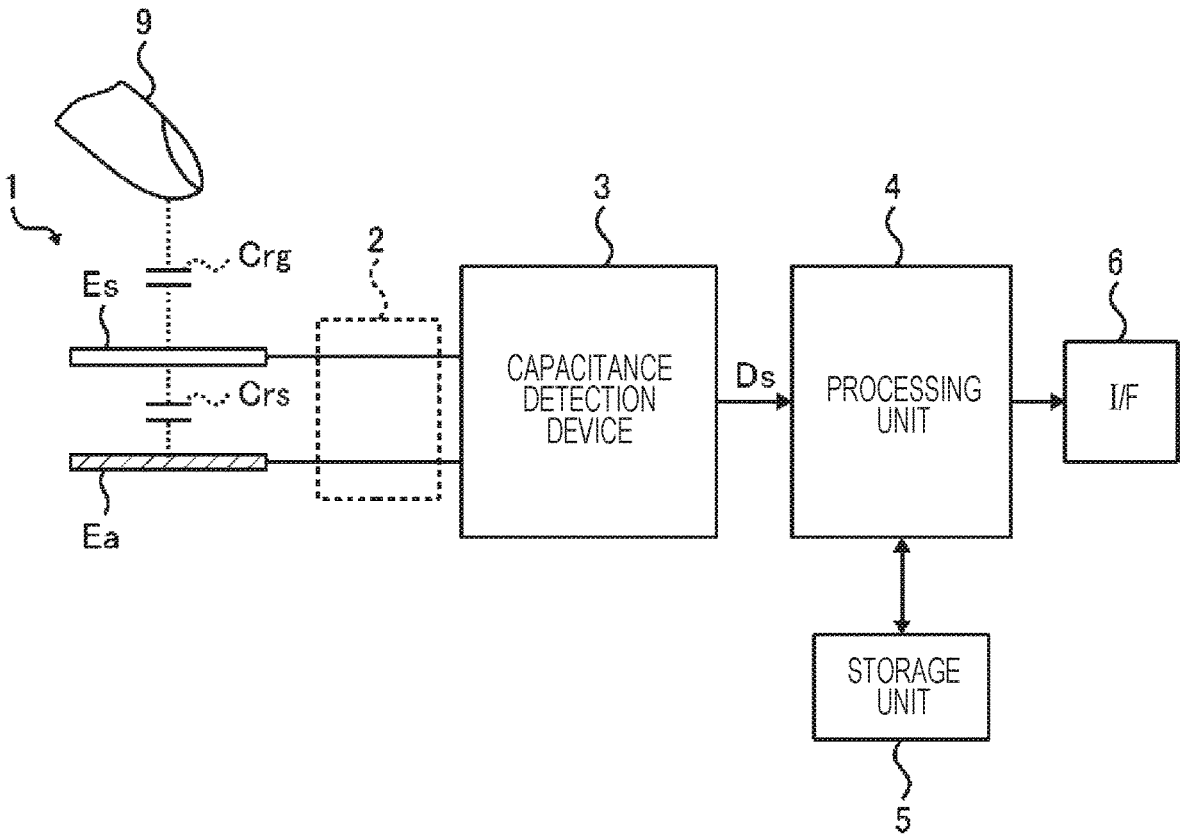 9
1
3
4
Crg
2
6
Es
CAPACITANCE
DETECTION
DEVICE
Ds
PROCESSING
UNIT
I/F
Crs
Ea
STORAGE
UNIT
5